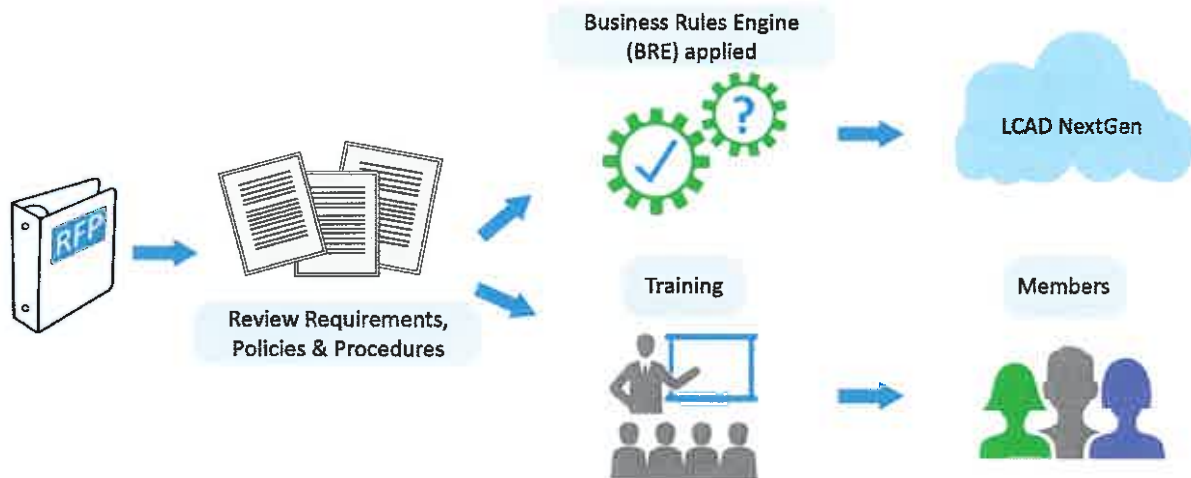 RFP
Review Requirements,
Policies & Procedures
Business Rules Engine
(BRE) applied
?
LCAD NextGen
Training
Members